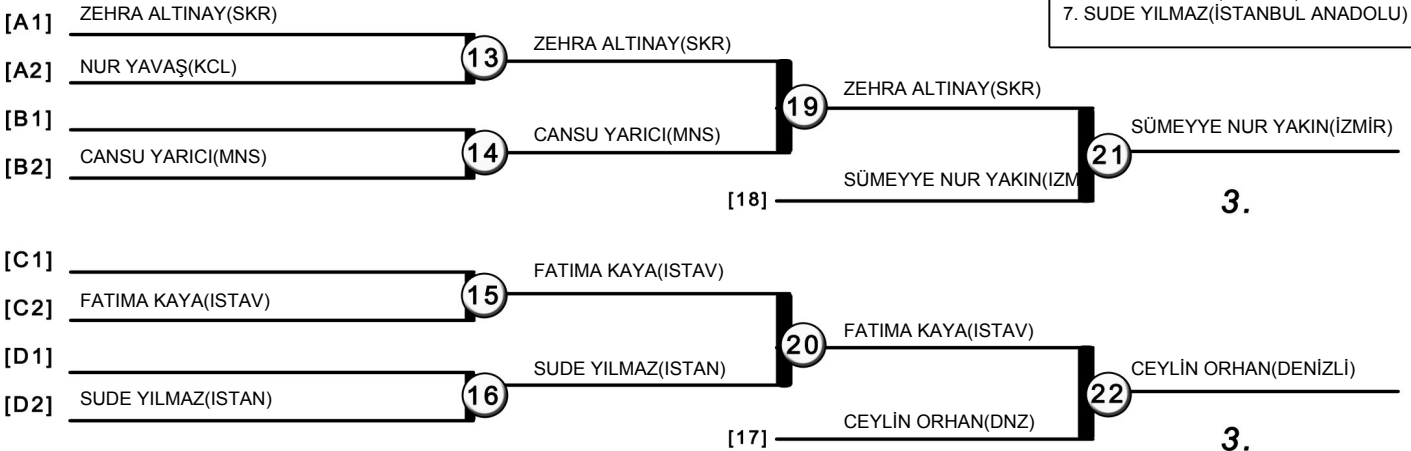 7. SUDE YILMAZ(İSTANBUL ANADOLU)
[A1] ZEHRA ALTINAY(SKR)
13
ZEHRA ALTINAY(SKR)
[A2] NUR YAVAŞ(KCL)
19
ZEHRA ALTINAY(SKR)
[B1]
14
CANSU YARICI(MNS)
21
SÜMEYYE NUR YAKIN(İZMİR)
[B2] CANSU YARICI(MNS)
[18] SÜMEYYE NUR YAKIN(IZM
3.
[C1]
15
FATIMA KAYA(ISTAV)
[C2] FATIMA KAYA(ISTAV)
20
FATIMA KAYA(ISTAV)
[D1]
16
SUDE YILMAZ(ISTAN)
22
CEYLİN ORHAN(DENİZLİ)
[D2] SUDE YILMAZ(ISTAN)
[17] CEYLİN ORHAN(DNZ)
3.